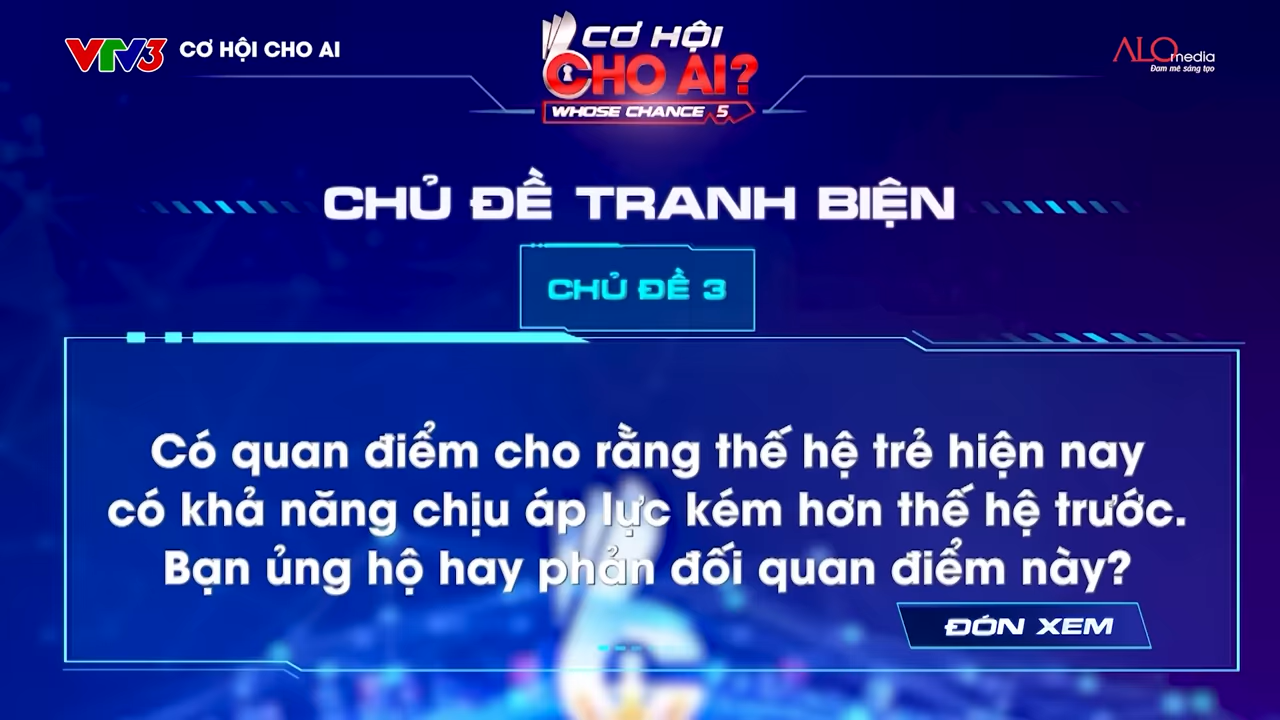 VTV3 CƠ HỘI CHO AI
CƠ HỘI
CHO AI?
WHOSE CHANCE 5
ALOmedia
Đam mê sáng tạo
CHỦ ĐỀ TRANH BIỆN
CHỦ ĐỀ 3
Có quan điểm cho rằng thế hệ trẻ hiện nay
có khả năng chịu áp lực kém hơn thế hệ trước.
Bạn ủng hộ hay phản đối quan điểm này?
ĐÓN XEM